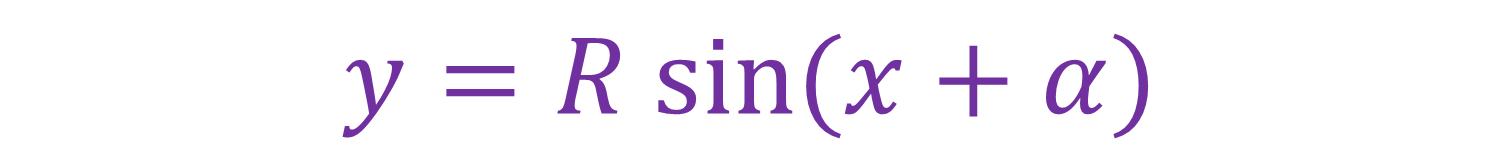 y = R sin(x + α)